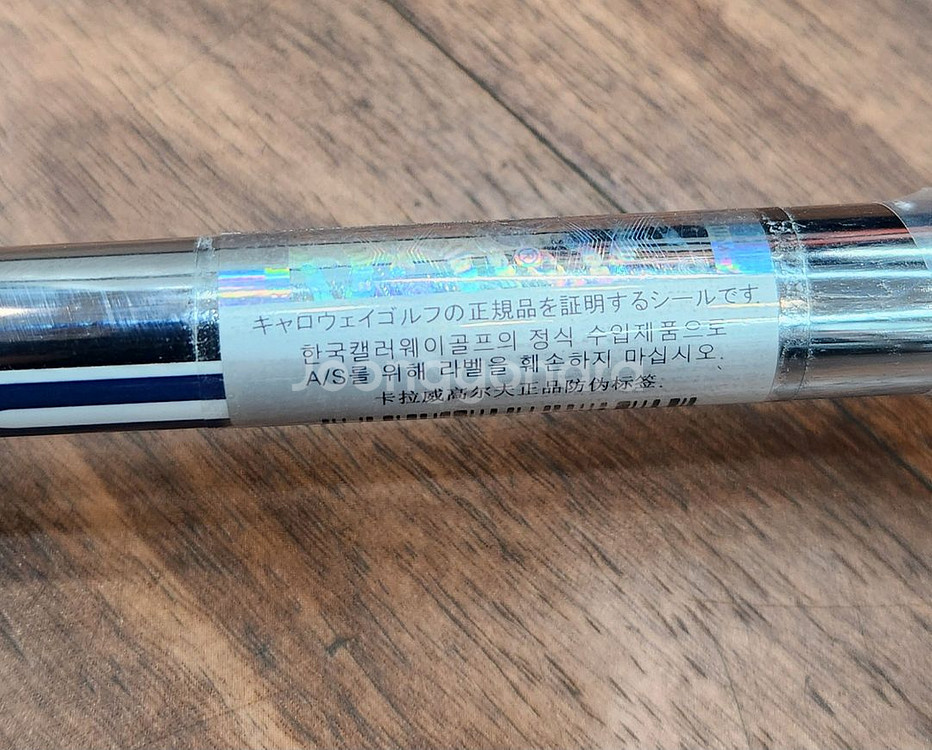 キャロウェイゴルフの正規品を証明するシールです
한국캘러웨이골프의 정식 수입제품으로
A/S를 위해 라벨을 훼손하지 마십시오.
卡拉威高尔夫正品防伪标签.